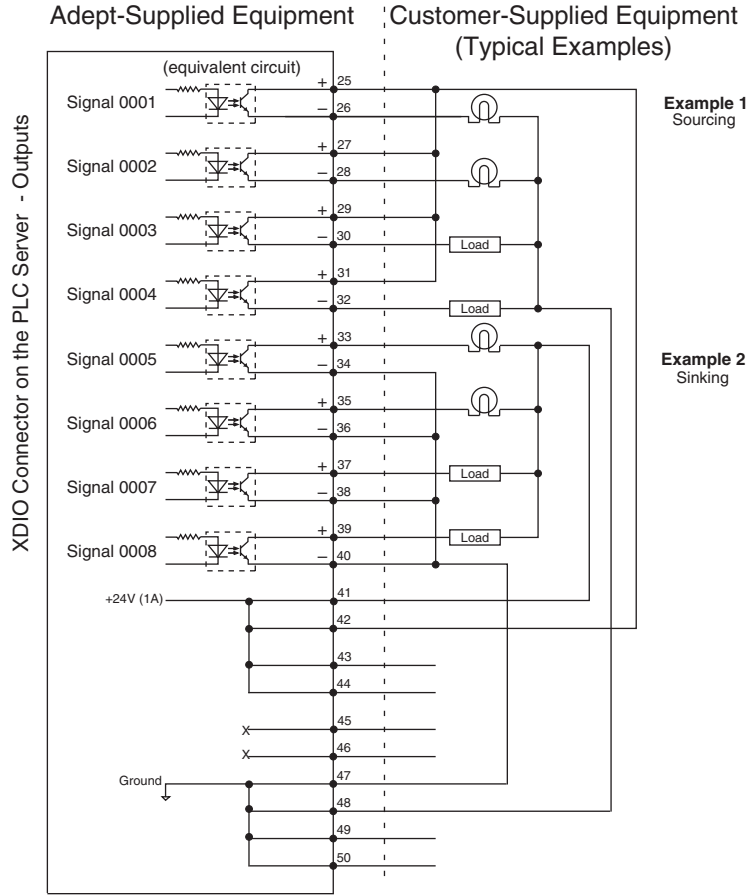 Adept-Supplied Equipment
Customer-Supplied Equipment
(Typical Examples)
XDIO Connector on the PLC Server - Outputs
(equivalent circuit)
Signal 0001
+ 25
– 26
Example 1
Sourcing
Signal 0002
+ 27
– 28
Signal 0003
+ 29
– 30
Load
Signal 0004
+ 31
– 32
Load
Signal 0005
+ 33
– 34
Example 2
Sinking
Signal 0006
+ 35
– 36
Signal 0007
+ 37
Load
– 38
Signal 0008
+ 39
Load
– 40
+24V (1A)
41
42
43
44
X 45
X 46
Ground
47
48
49
50